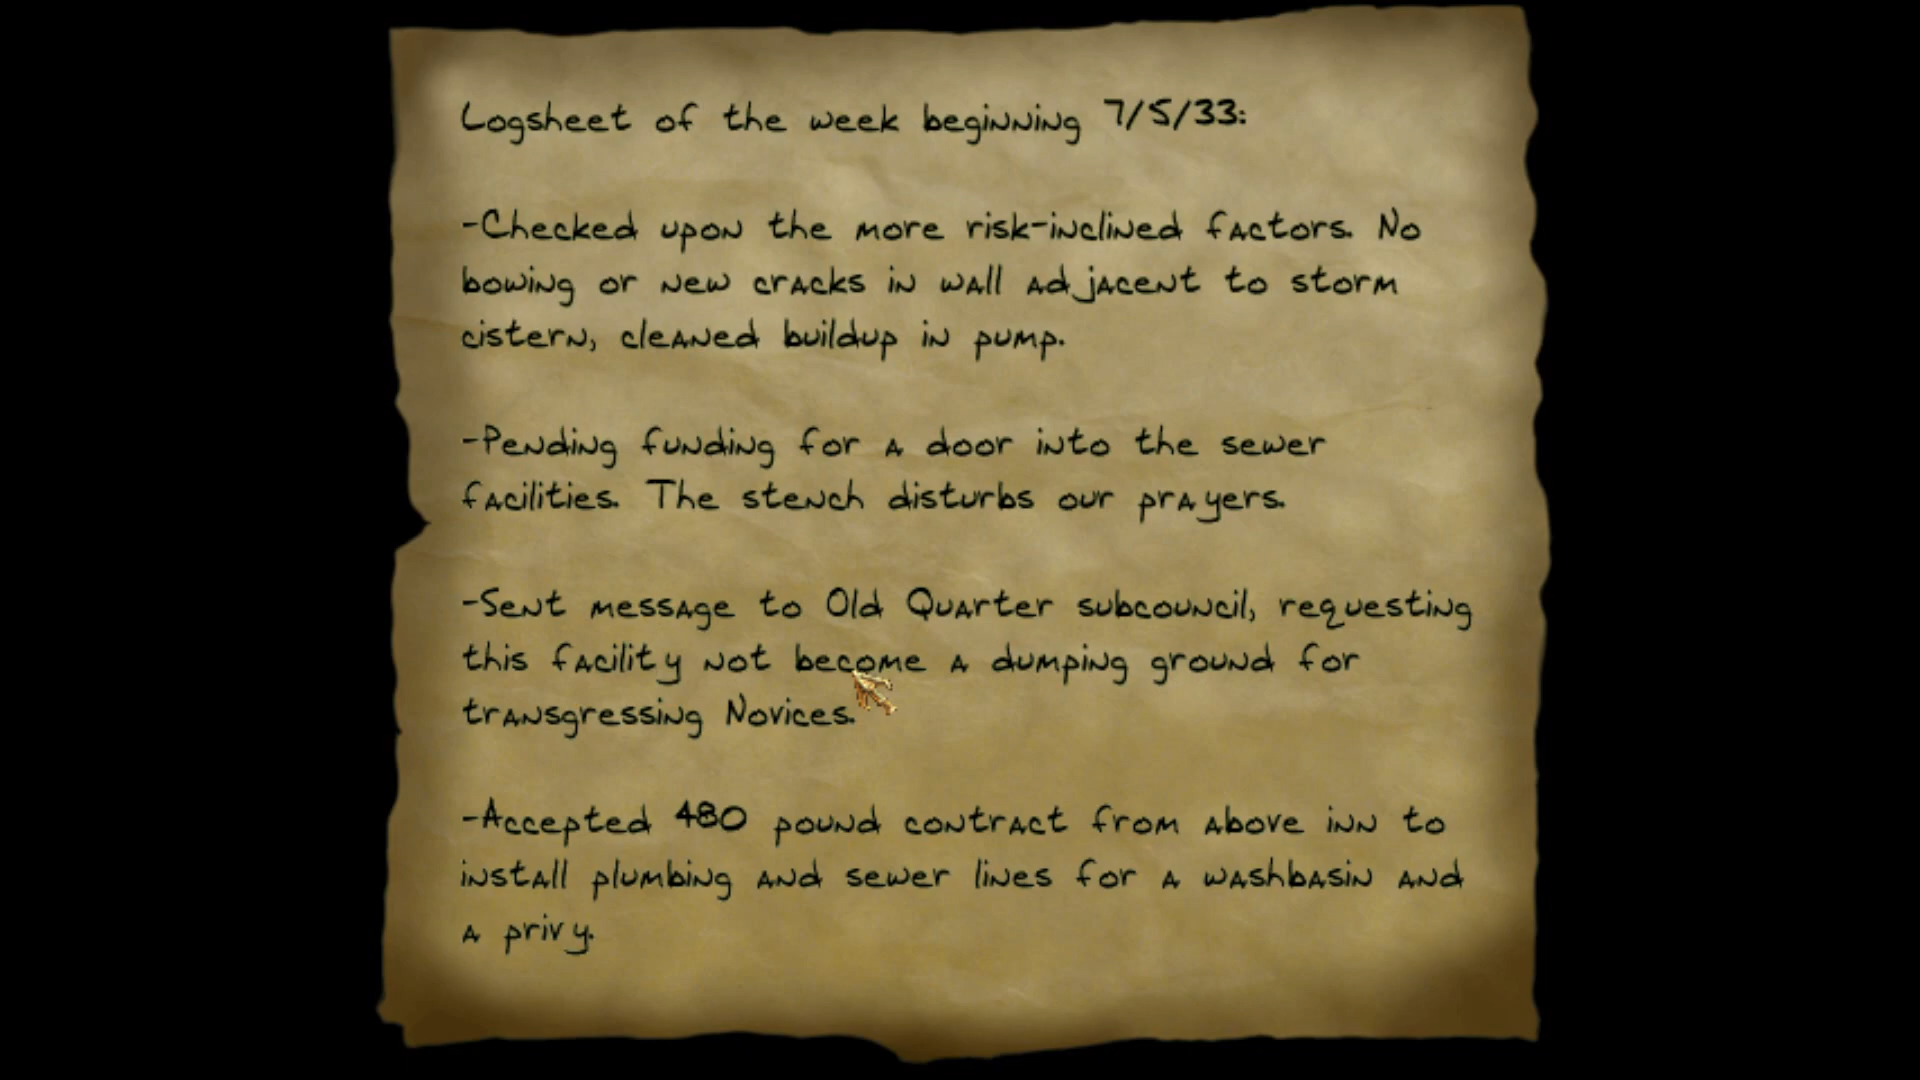 Logsheet of the week beginning 7/5/33:
-Checked upon the more risk-inclined factors. No
bowing or new cracks in wall adjacent to storm
cistern, cleaned buildup in pump.
-Pending funding for a door into the sewer
facilities. The stench disturbs our prayers.
-Sent message to Old Quarter subcouncil, requesting
this facility not become a dumping ground for
transgressing Novices.
-Accepted 480 pound contract from above inn to
install plumbing and sewer lines for a washbasin and
a privy.